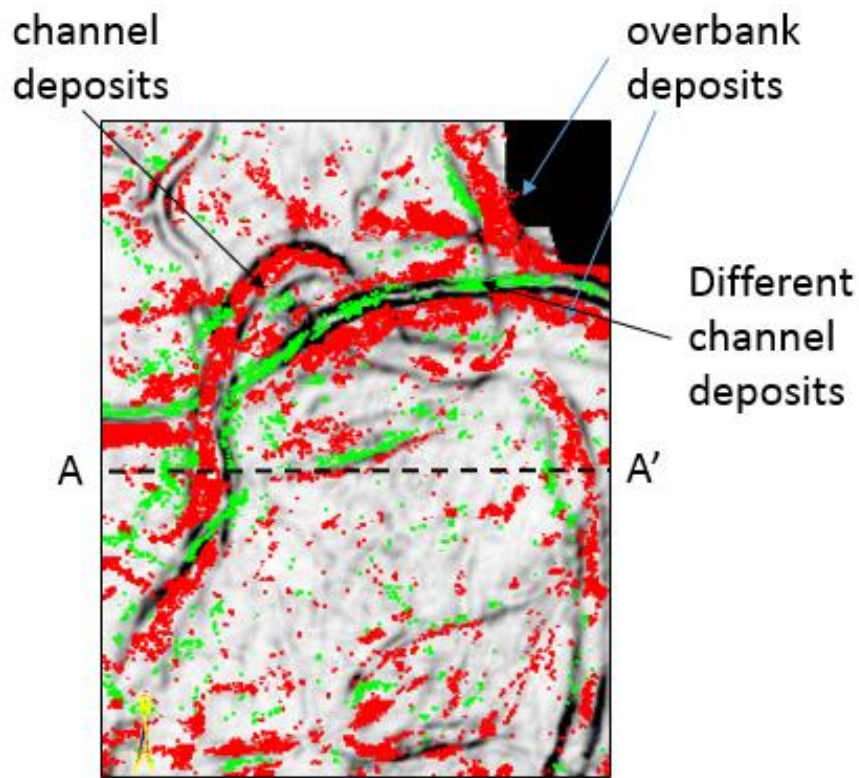 channel
deposits
overbank
deposits
Different
channel
deposits
A
A’